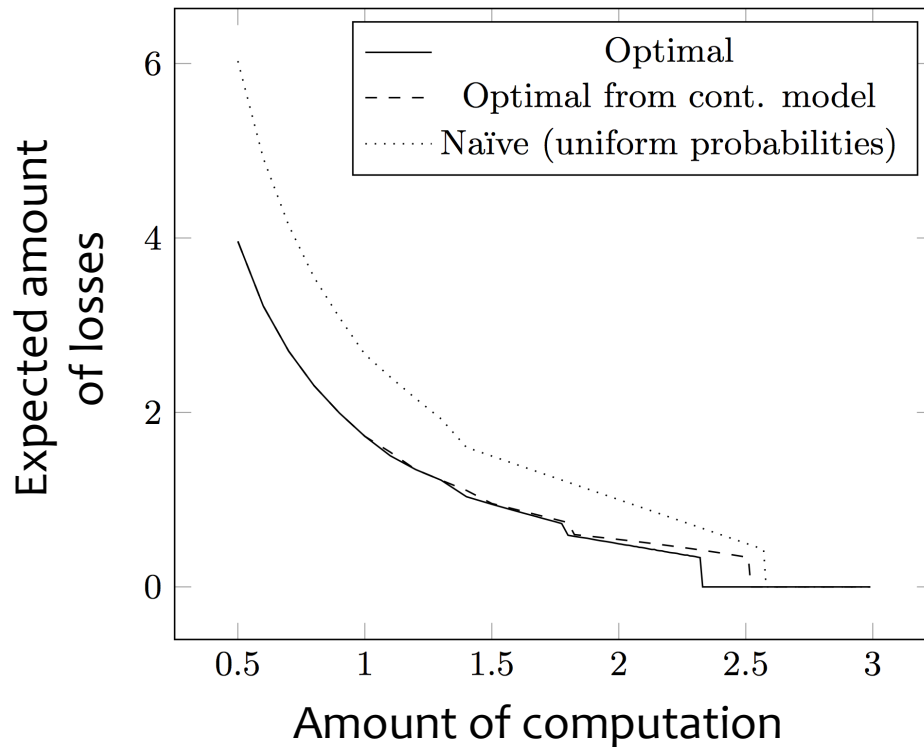 Optimal
Optimal from cont. model
Naïve (uniform probabilities)
6
4
2
0
Expected amount
of losses
0.5
1
1.5
2
2.5
3
Amount of computation